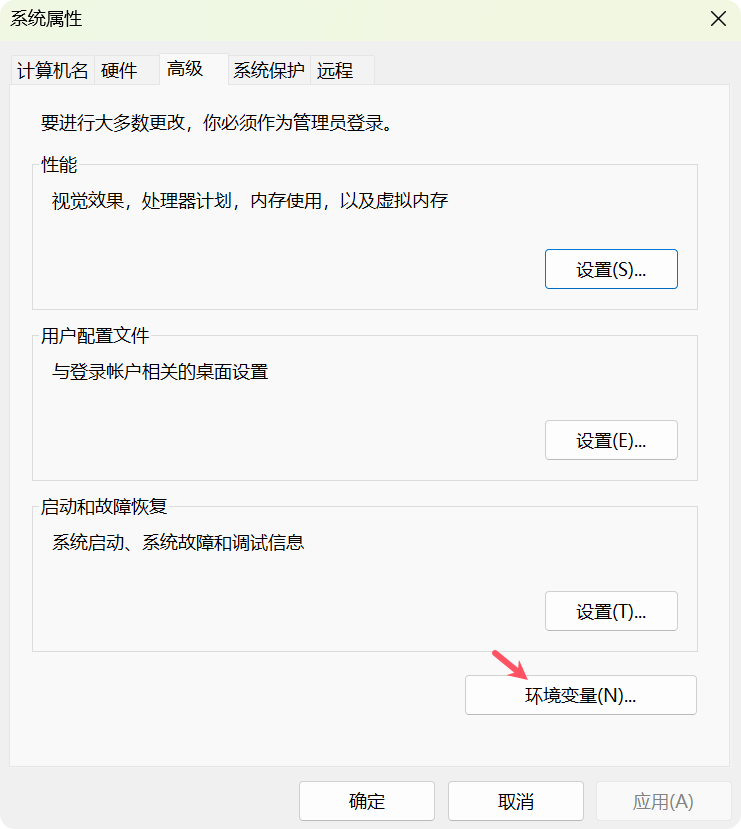 系统属性
计算机名 硬件 高级 系统保护 远程
要进行大多数更改，你必须作为管理员登录。
性能
视觉效果，处理器计划，内存使用，以及虚拟内存
设置(S)...
用户配置文件
与登录帐户相关的桌面设置
设置(E)...
启动和故障恢复
系统启动、系统故障和调试信息
设置(T)...
环境变量(N)...
确定 取消 应用(A)